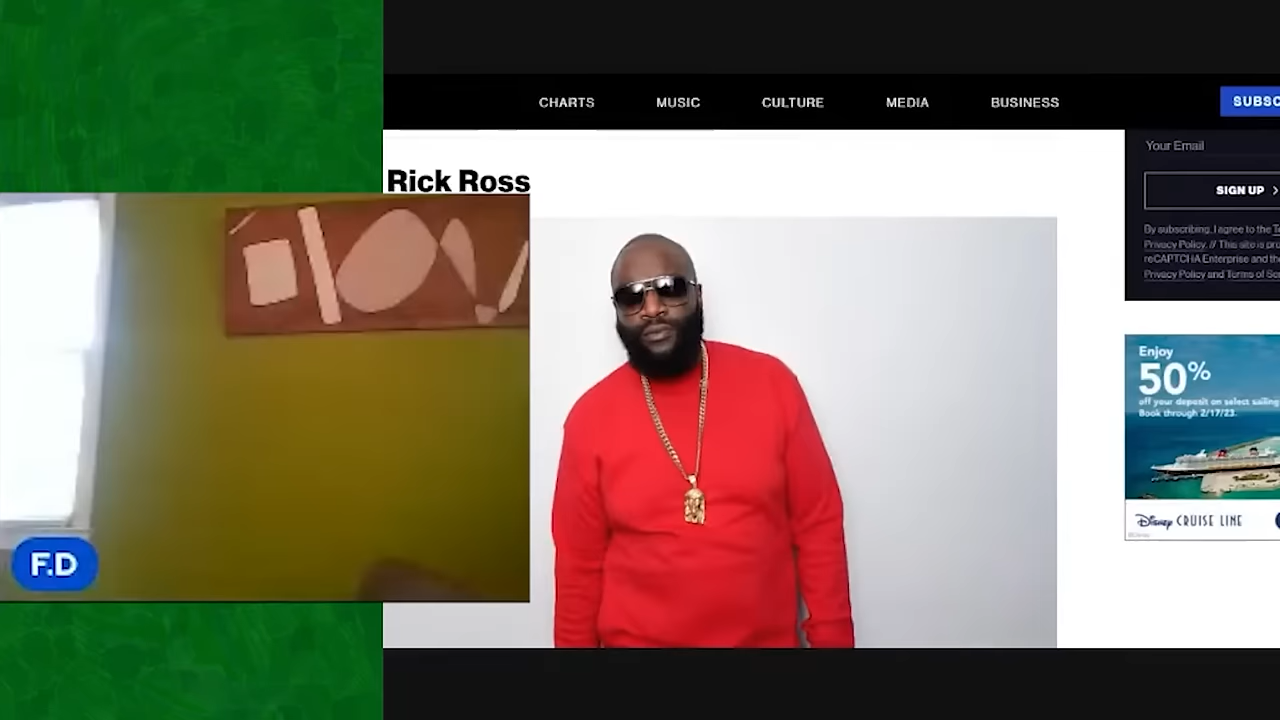 CHARTS MUSIC CULTURE MEDIA BUSINESS
SUBSC
Your Email
Rick Ross
SIGN UP >
By subscribing, I agree to the Te
Privacy Policy. // This site is pro
reCAPTCHA Enterprise and the
Privacy Policy and Terms of Ser
Enjoy
50%
off your deposit on select sailing
Book through 2/17/23.
Disney CRUISE LINE
F.D